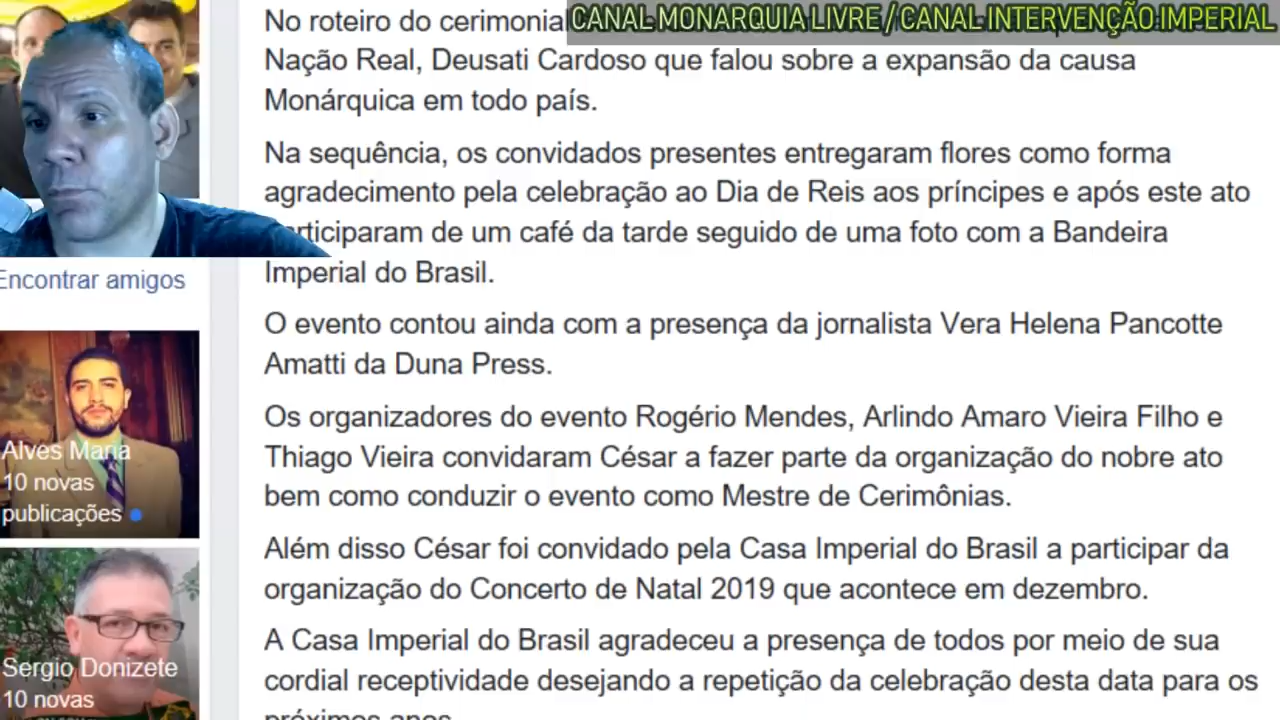 CANAL MONARQUIA LIVRE / CANAL INTERVENÇÃO IMPERIAL
No roteiro do cerimonial
Nação Real, Deusati Cardoso que falou sobre a expansão da causa
Monárquica em todo país.
Na sequência, os convidados presentes entregaram flores como forma
agradecimento pela celebração ao Dia de Reis aos príncipes e após este ato
participaram de um café da tarde seguido de uma foto com a Bandeira
Imperial do Brasil.
O evento contou ainda com a presença da jornalista Vera Helena Pancotte
Amatti da Duna Press.
Os organizadores do evento Rogério Mendes, Arlindo Amaro Vieira Filho e
Thiago Vieira convidaram César a fazer parte da organização do nobre ato
bem como conduzir o evento como Mestre de Cerimônias.
Além disso César foi convidado pela Casa Imperial do Brasil a participar da
organização do Concerto de Natal 2019 que acontece em dezembro.
A Casa Imperial do Brasil agradeceu a presença de todos por meio de sua
cordial receptividade desejando a repetição da celebração desta data para os
próximos anos.
Encontrar amigos
Alves Maria
10 novas
publicações
Sergio Donizete
10 novas